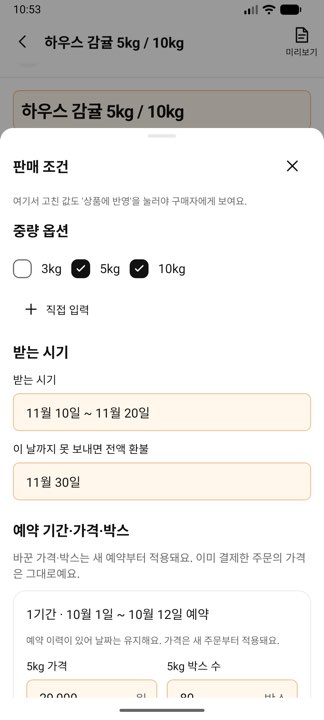 10:53
하우스 감귤 5kg / 10kg
미리보기
하우스 감귤 5kg / 10kg
판매 조건
여기서 고친 값도 '상품에 반영'을 눌러야 구매자에게 보여요.
중량 옵션
3kg 5kg 10kg
직접 입력
받는 시기
받는 시기
11월 10일 ~ 11월 20일
이 날까지 못 보내면 전액 환불
11월 30일
예약 기간·가격·박스
바꾼 가격·박스는 새 예약부터 적용돼요. 이미 결제한 주문의 가격
은 그대로예요.
1기간 · 10월 1일 ~ 10월 12일 예약
예약 이력이 있어 날짜는 유지해요. 가격은 새 주문부터 적용돼요.
5kg 가격 5kg 박스 수